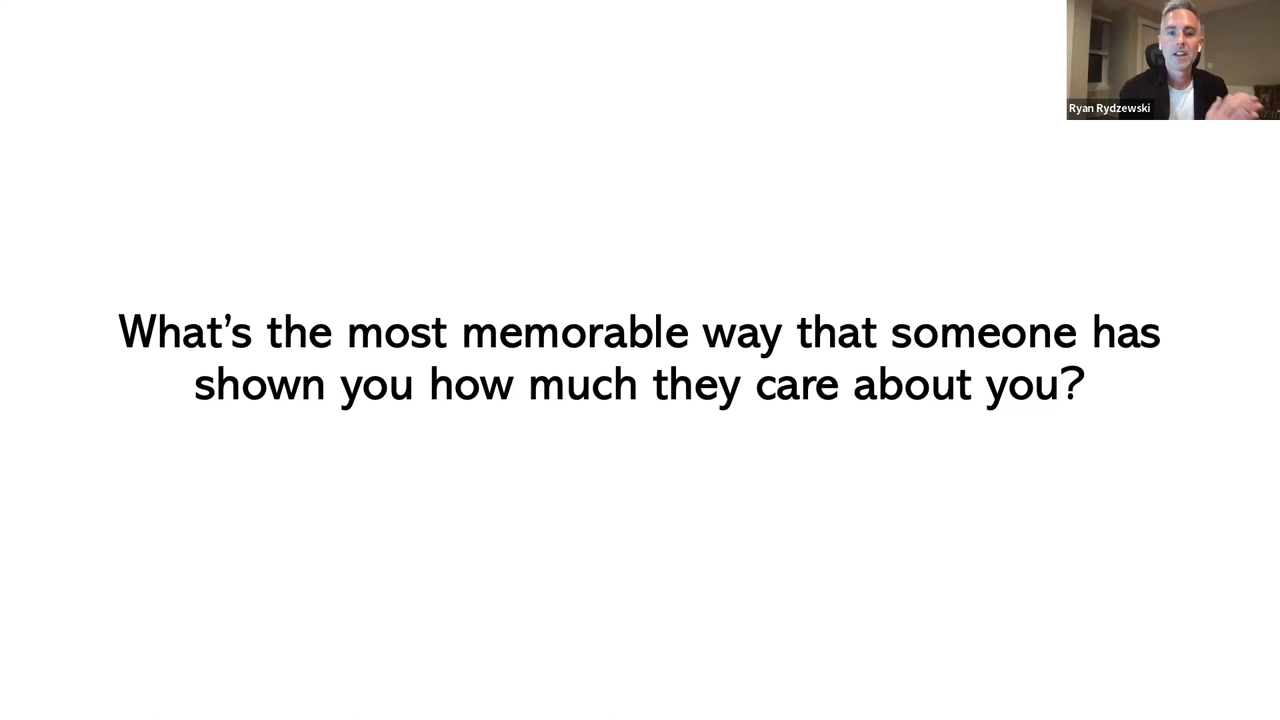 Ryan Rydzewski
What’s the most memorable way that someone has
shown you how much they care about you?